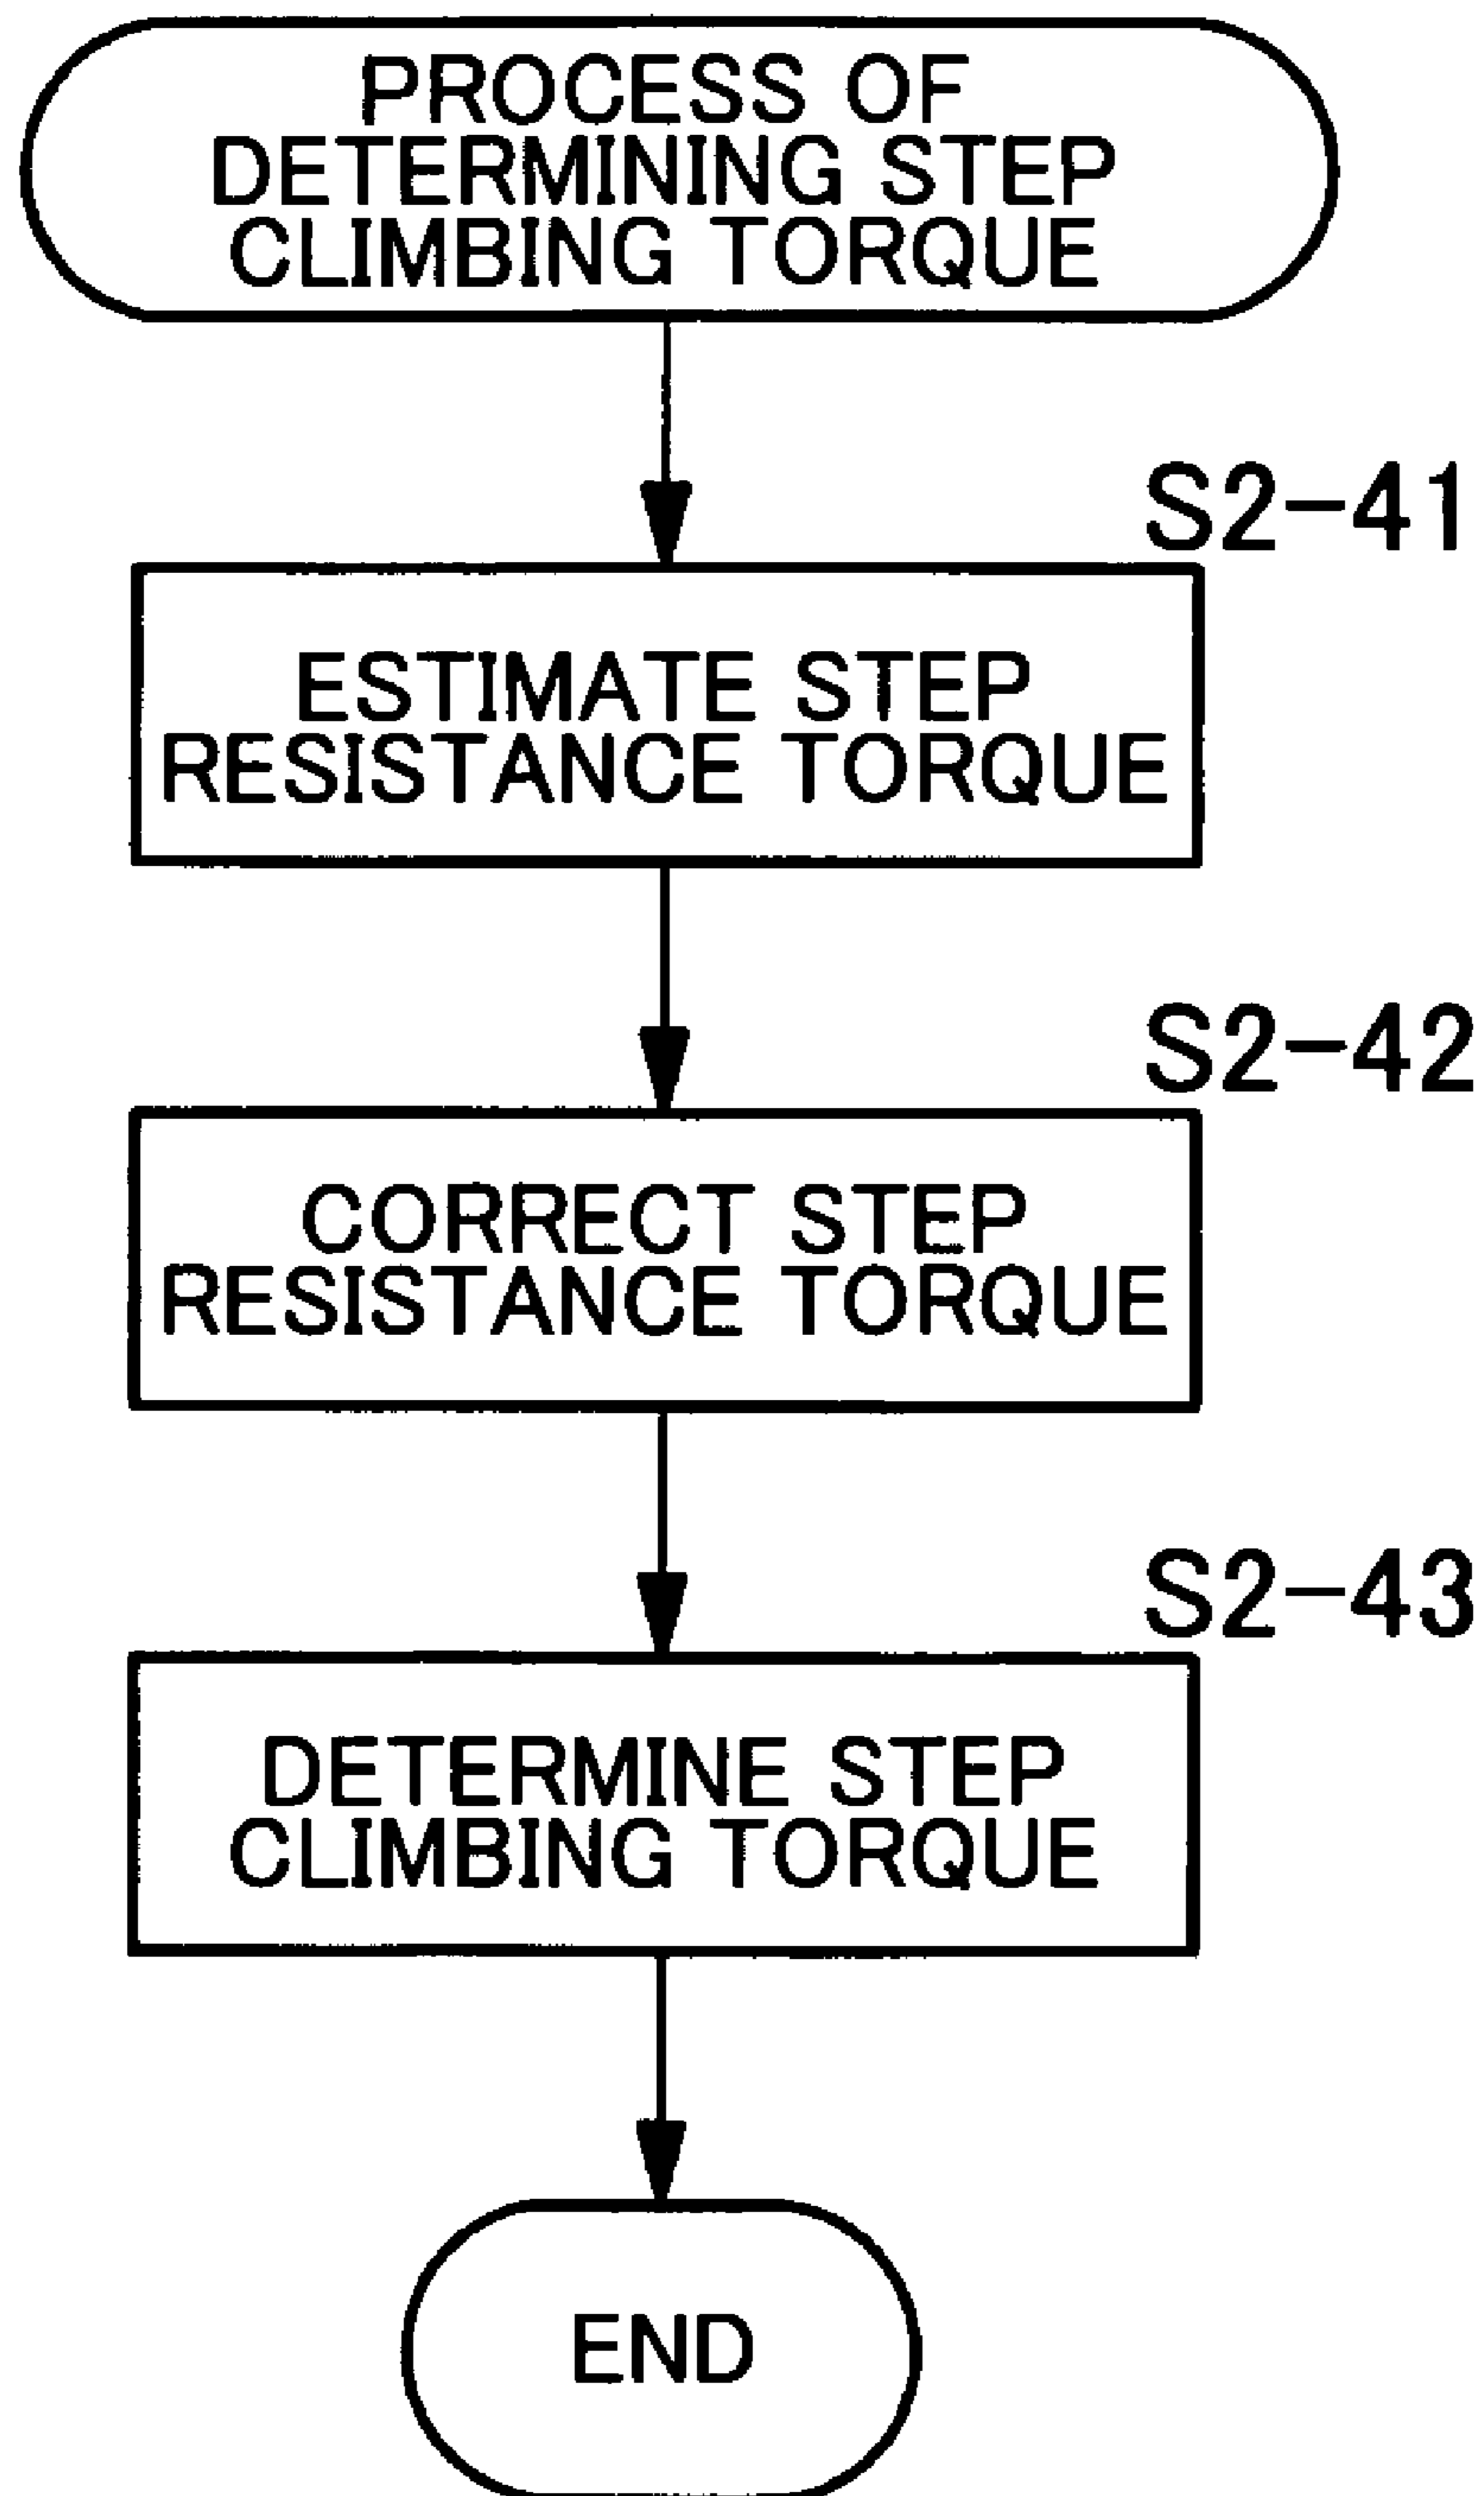 PROCESS OF
DETERMINING STEP
CLIMBING TORQUE
S2-41
ESTIMATE STEP
RESISTANCE TORQUE
S2-42
CORRECT STEP
RESISTANCE TORQUE
S2-43
DETERMINE STEP
CLIMBING TORQUE
END